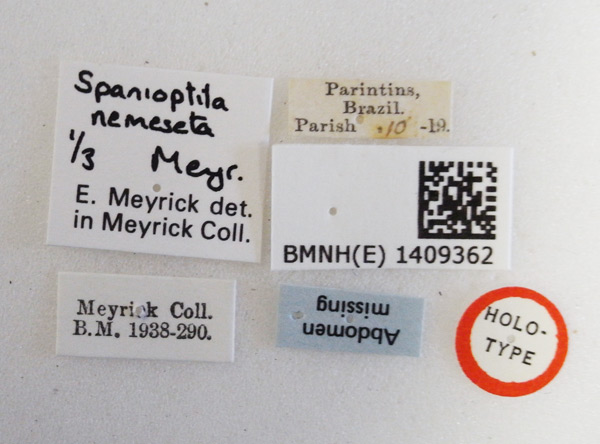 Spanioptila
nemeseta
1/3 Meyr.
E. Meyrick det.
in Meyrick Coll.
Parintins,
Brazil.
Parish .10 -19.
BMNH(E) 1409362
Meyrick Coll.
B.M. 1938-290.
Abdomen
missing
HOLO-
TYPE